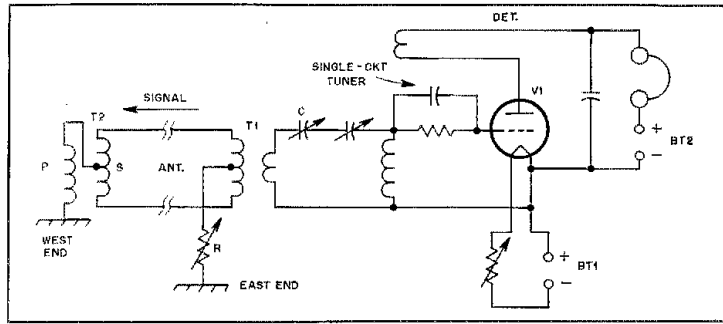 DET.
SINGLE-CKT
TUNER
V1
SIGNAL
T2
T1
C
P
S
ANT.
+
BT2
−
R
WEST
END
EAST END
+
BT1
−